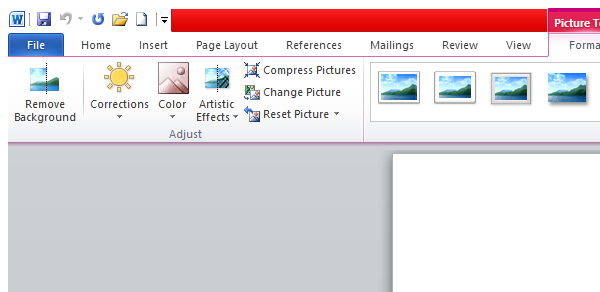 W
Picture To
File Home Insert Page Layout References Mailings Review View Forma
Remove
Background
Corrections
Color
Artistic
Effects
Compress Pictures
Change Picture
Reset Picture
Adjust